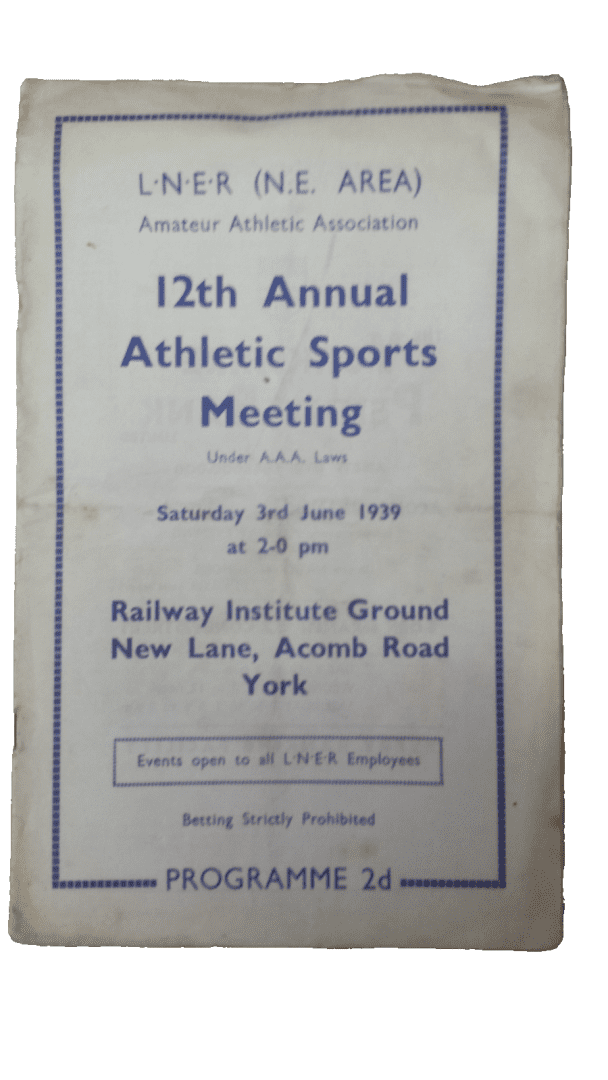 L·N·E·R (N.E. AREA)
Amateur Athletic Association
12th Annual
Athletic Sports
Meeting
Under A.A.A. Laws
Saturday 3rd June 1939
at 2-0 pm
Railway Institute Ground
New Lane, Acomb Road
York
Events open to all L·N·E·R Employees
Betting Strictly Prohibited
PROGRAMME 2d